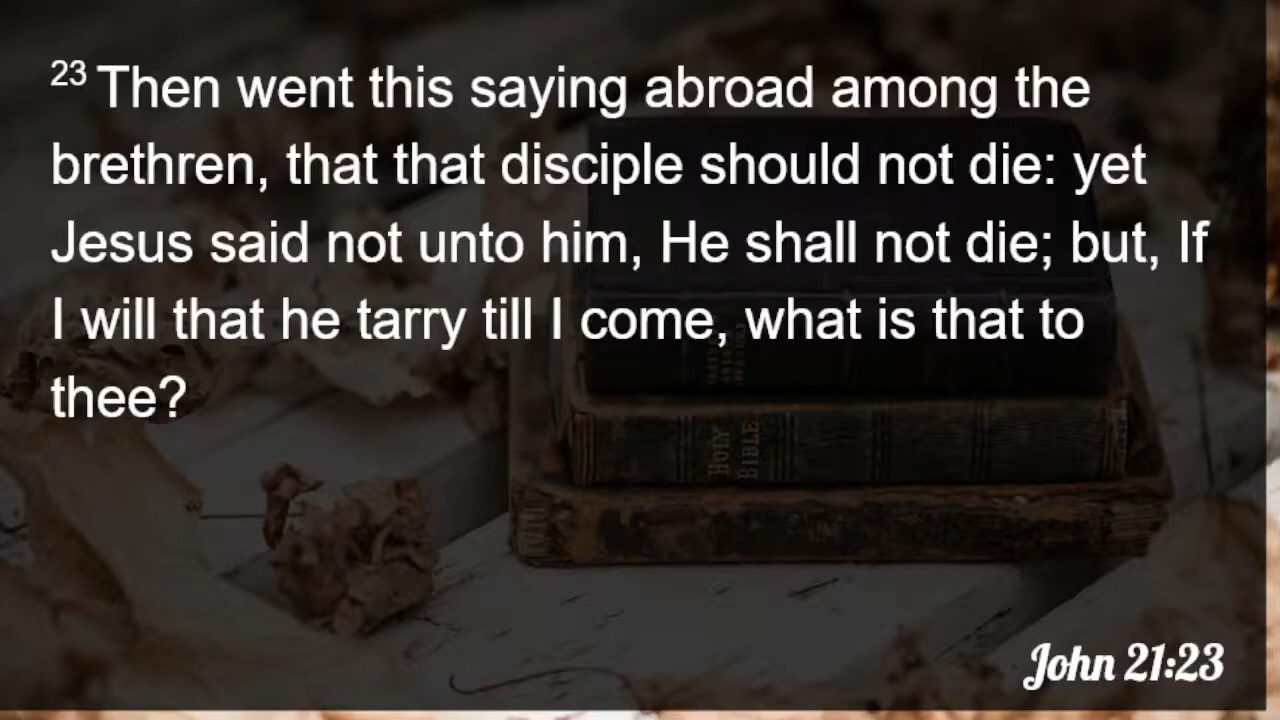 23 Then went this saying abroad among the
brethren, that that disciple should not die: yet
Jesus said not unto him, He shall not die; but, If
I will that he tarry till I come, what is that to
thee?
HOLY
BIBLE
John 21:23